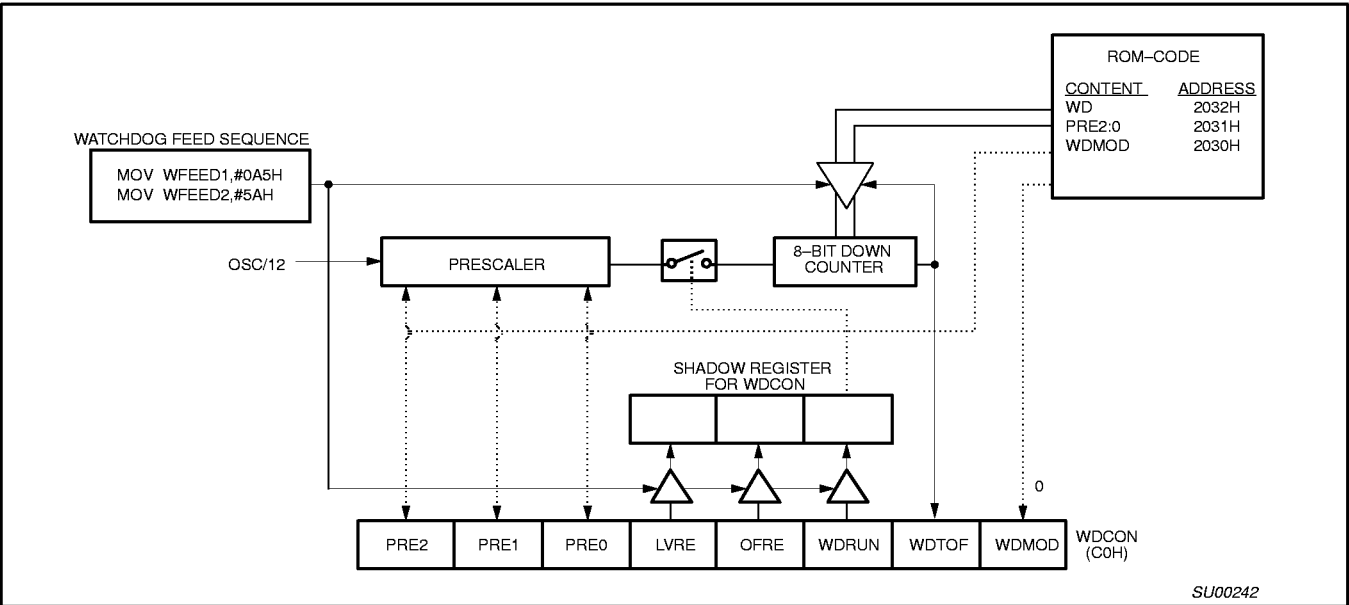 ROM–CODE
CONTENT ADDRESS
WD 2032H
PRE2:0 2031H
WDMOD 2030H
WATCHDOG FEED SEQUENCE
MOV WFEED1,#0A5H
MOV WFEED2,#5AH
OSC/12
PRESCALER
8–BIT DOWN
COUNTER
SHADOW REGISTER
FOR WDCON
0
PRE2 PRE1 PRE0 LVRE OFRE WDRUN WDTOF WDMOD
WDCON
(C0H)
SU00242